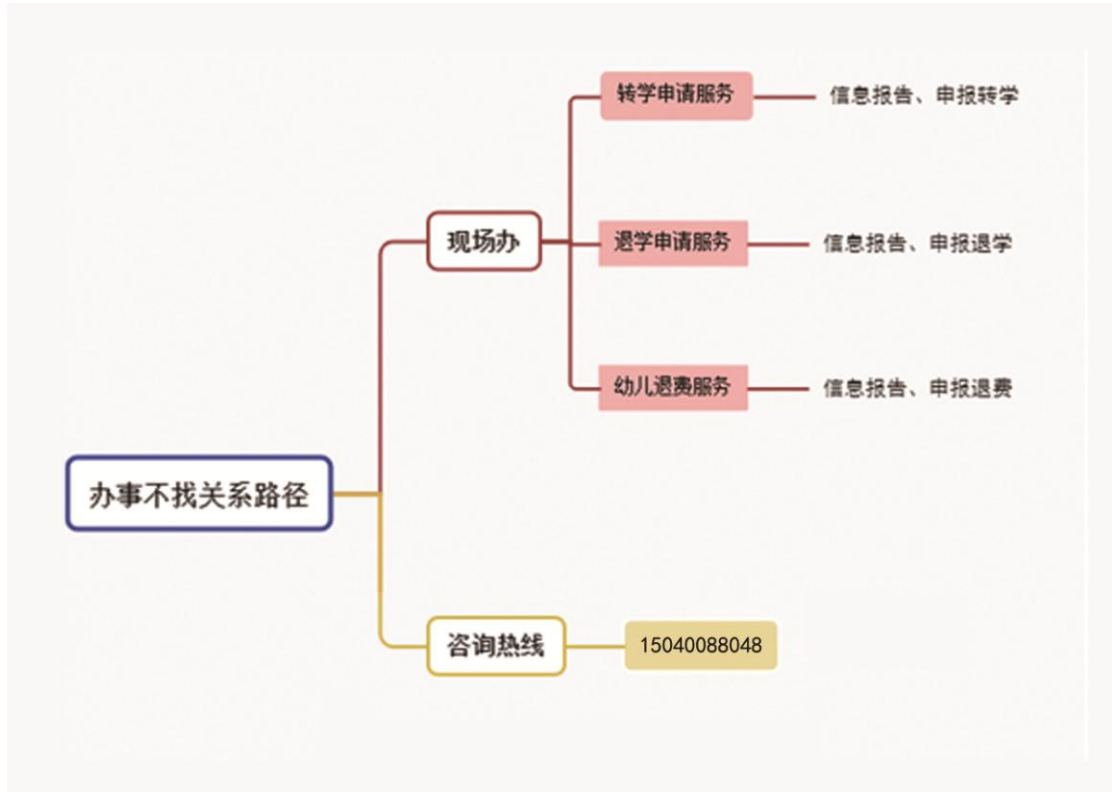 转学申请服务
信息报告、申报转学
现场办
退学申请服务
信息报告、申报退学
幼儿退费服务
信息报告、申报退费
办事不找关系路径
咨询热线
15040088048